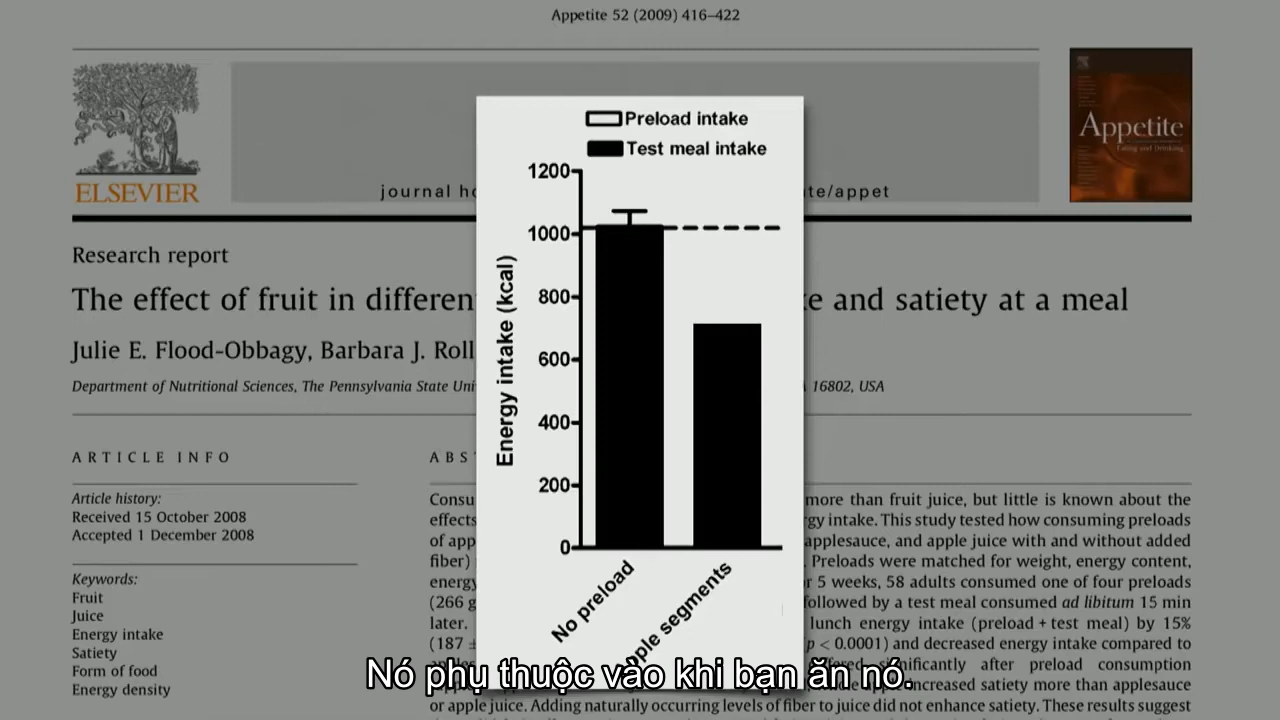 Appetite 52 (2009) 416–422
ELSEVIER
journal ho
te/appet
Appetite
Eating and Drinking
Research report
The effect of fruit in differen
ke and satiety at a meal
Julie E. Flood-Obbagy, Barbara J. Roll
Department of Nutritional Sciences, The Pennsylvania State Uni
16802, USA
ARTICLE INFO
ABS
Article history:
Received 15 October 2008
Accepted 1 December 2008
Keywords:
Fruit
Juice
Energy intake
Satiety
Form of food
Energy density
Consu
more than fruit juice, but little is known about the
effects
rgy intake. This study tested how consuming preloads
of app
applesauce, and apple juice with and without added
fiber)
. Preloads were matched for weight, energy content,
energy
r 5 weeks, 58 adults consumed one of four preloads
(266 g
followed by a test meal consumed ad libitum 15 min
later.
lunch energy intake (preload + test meal) by 15%
(187 ±
p < 0.0001) and decreased energy intake compared to
significantly after preload consumption
increased satiety more than applesauce
or apple juice. Adding naturally occurring levels of fiber to juice did not enhance satiety. These results suggest
Preload intake
Test meal intake
Energy intake (kcal)
1200
1000
800
600
400
200
0
No preload
pple segments
Nó phụ thuộc vào khi bạn ăn nó.